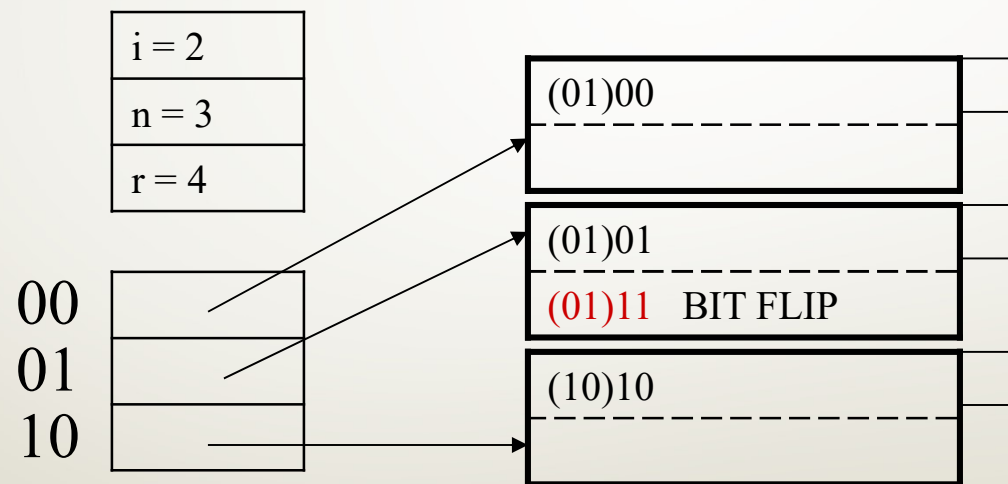 i = 2
n = 3
r = 4
00
01
10
(01)00
(01)01
(01)11 BIT FLIP
(10)10